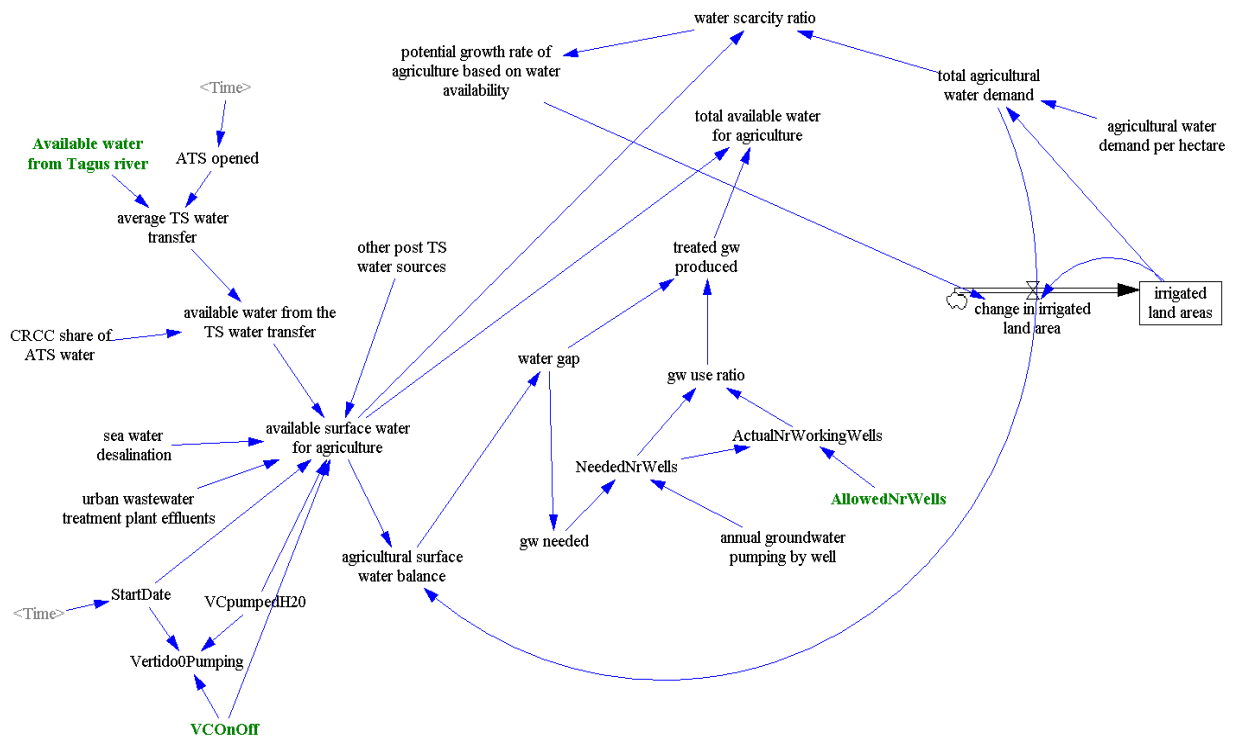 water scarcity ratio
potential growth rate of
agriculture based on water
availability
total agricultural
water demand
<Time>
total available water
for agriculture
agricultural water
demand per hectare
Available water
from Tagus river
ATS opened
average TS water
transfer
other post TS
water sources
treated gw
produced
irrigated
land areas
change in irrigated
land area
available water from the
TS water transfer
CRCC share of
ATS water
water gap
gw use ratio
available surface water
for agriculture
sea water
desalination
ActualNrWorkingWells
NeededNrWells
urban wastewater
treatment plant effluents
AllowedNrWells
gw needed
annual groundwater
pumping by well
agricultural surface
water balance
StartDate
VCpumpedH20
<Time>
Vertido0Pumping
VCOnOff